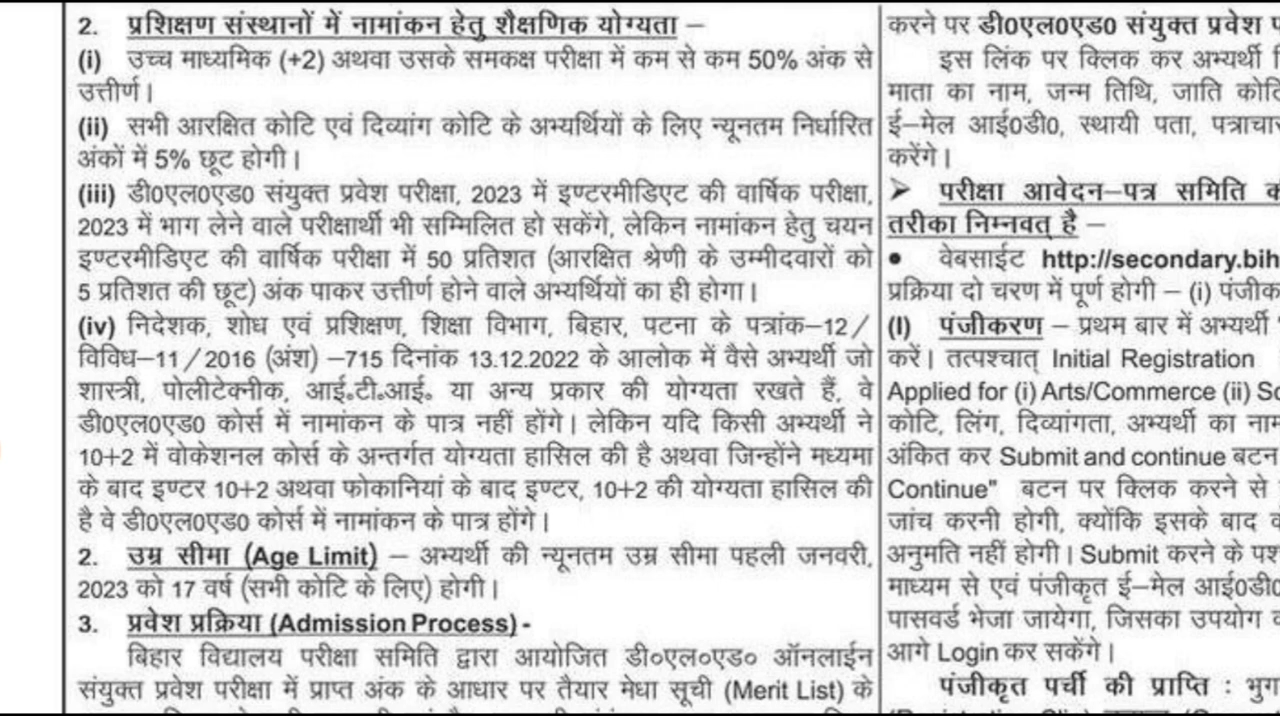 2. प्रशिक्षण संस्थानों में नामांकन हेतु शैक्षणिक योग्यता –
(i) उच्च माध्यमिक (+2) अथवा उसके समकक्ष परीक्षा में कम से कम 50% अंक से
उत्तीर्ण।
(ii) सभी आरक्षित कोटि एवं दिव्यांग कोटि के अभ्यर्थियों के लिए न्यूनतम निर्धारित
अंकों में 5% छूट होगी।
(iii) डी0एल0एड0 संयुक्त प्रवेश परीक्षा, 2023 में इण्टरमीडिएट की वार्षिक परीक्षा,
2023 में भाग लेने वाले परीक्षार्थी भी सम्मिलित हो सकेंगे, लेकिन नामांकन हेतु चयन
इण्टरमीडिएट की वार्षिक परीक्षा में 50 प्रतिशत (आरक्षित श्रेणी के उम्मीदवारों को
5 प्रतिशत की छूट) अंक पाकर उत्तीर्ण होने वाले अभ्यर्थियों का ही होगा।
(iv) निदेशक, शोध एवं प्रशिक्षण, शिक्षा विभाग, बिहार, पटना के पत्रांक–12/
विविध–11/2016 (अंश) –715 दिनांक 13.12.2022 के आलोक में वैसे अभ्यर्थी जो
शास्त्री, पोलीटेक्नीक, आई॰टी॰आई॰ या अन्य प्रकार की योग्यता रखते हैं, वे
डी0एल0एड0 कोर्स में नामांकन के पात्र नहीं होंगे। लेकिन यदि किसी अभ्यर्थी ने
10+2 में वोकेशनल कोर्स के अन्तर्गत योग्यता हासिल की है अथवा जिन्होंने मध्यमा
के बाद इण्टर 10+2 अथवा फोकानियां के बाद इण्टर, 10+2 की योग्यता हासिल की
है वे डी0एल0एड0 कोर्स में नामांकन के पात्र होंगे।
2. उम्र सीमा (Age Limit) – अभ्यर्थी की न्यूनतम उम्र सीमा पहली जनवरी,
2023 को 17 वर्ष (सभी कोटि के लिए) होगी।
3. प्रवेश प्रक्रिया (Admission Process) -
बिहार विद्यालय परीक्षा समिति द्वारा आयोजित डी॰एल॰एड॰ ऑनलाईन
संयुक्त प्रवेश परीक्षा में प्राप्त अंक के आधार पर तैयार मेधा सूची (Merit List) के
करने पर डी0एल0एड0 संयुक्त प्रवेश
इस लिंक पर क्लिक कर अभ्यर्थी
माता का नाम, जन्म तिथि, जाति कोटि
ई–मेल आई0डी0, स्थायी पता, पत्राचार
करेंगे।
➤ परीक्षा आवेदन–पत्र समिति
तरीका निम्नवत् है –
• वेबसाईट http://secondary.bih
प्रक्रिया दो चरण में पूर्ण होगी – (i)
(I) पंजीकरण – प्रथम बार में अभ्यर्थी
करें। तत्पश्चात् Initial Registration
Applied for (i) Arts/Commerce (ii)
कोटि, लिंग, दिव्यांगता, अभ्यर्थी का नाम
अंकित कर Submit and continue बटन
Continue" बटन पर क्लिक करने से
जांच करनी होगी, क्योंकि इसके बाद
अनुमति नहीं होगी। Submit करने के
माध्यम से एवं पंजीकृत ई–मेल आई0डी0
पासवर्ड भेजा जायेगा, जिसका उपयोग
आगे Login कर सकेंगे।
पंजीकृत पर्ची की प्राप्ति :